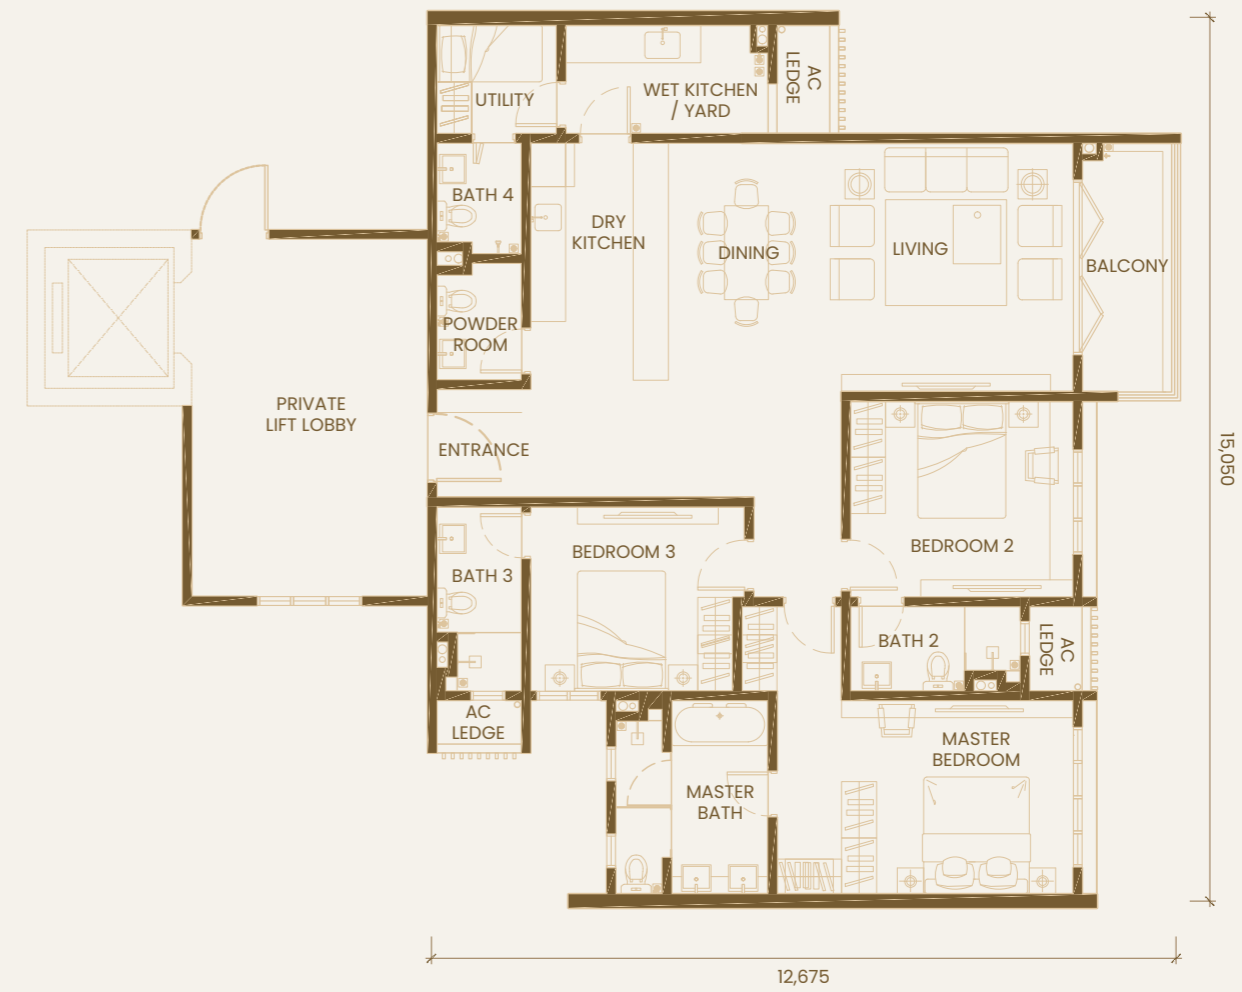 UTILITY
WET KITCHEN
/ YARD
AC
LEDGE
BATH 4
DRY
KITCHEN
DINING
LIVING
BALCONY
POWDER
ROOM
PRIVATE
LIFT LOBBY
ENTRANCE
15,050
BEDROOM 3
BEDROOM 2
BATH 3
BATH 2
AC
LEDGE
AC
LEDGE
MASTER
BEDROOM
MASTER
BATH
12,675